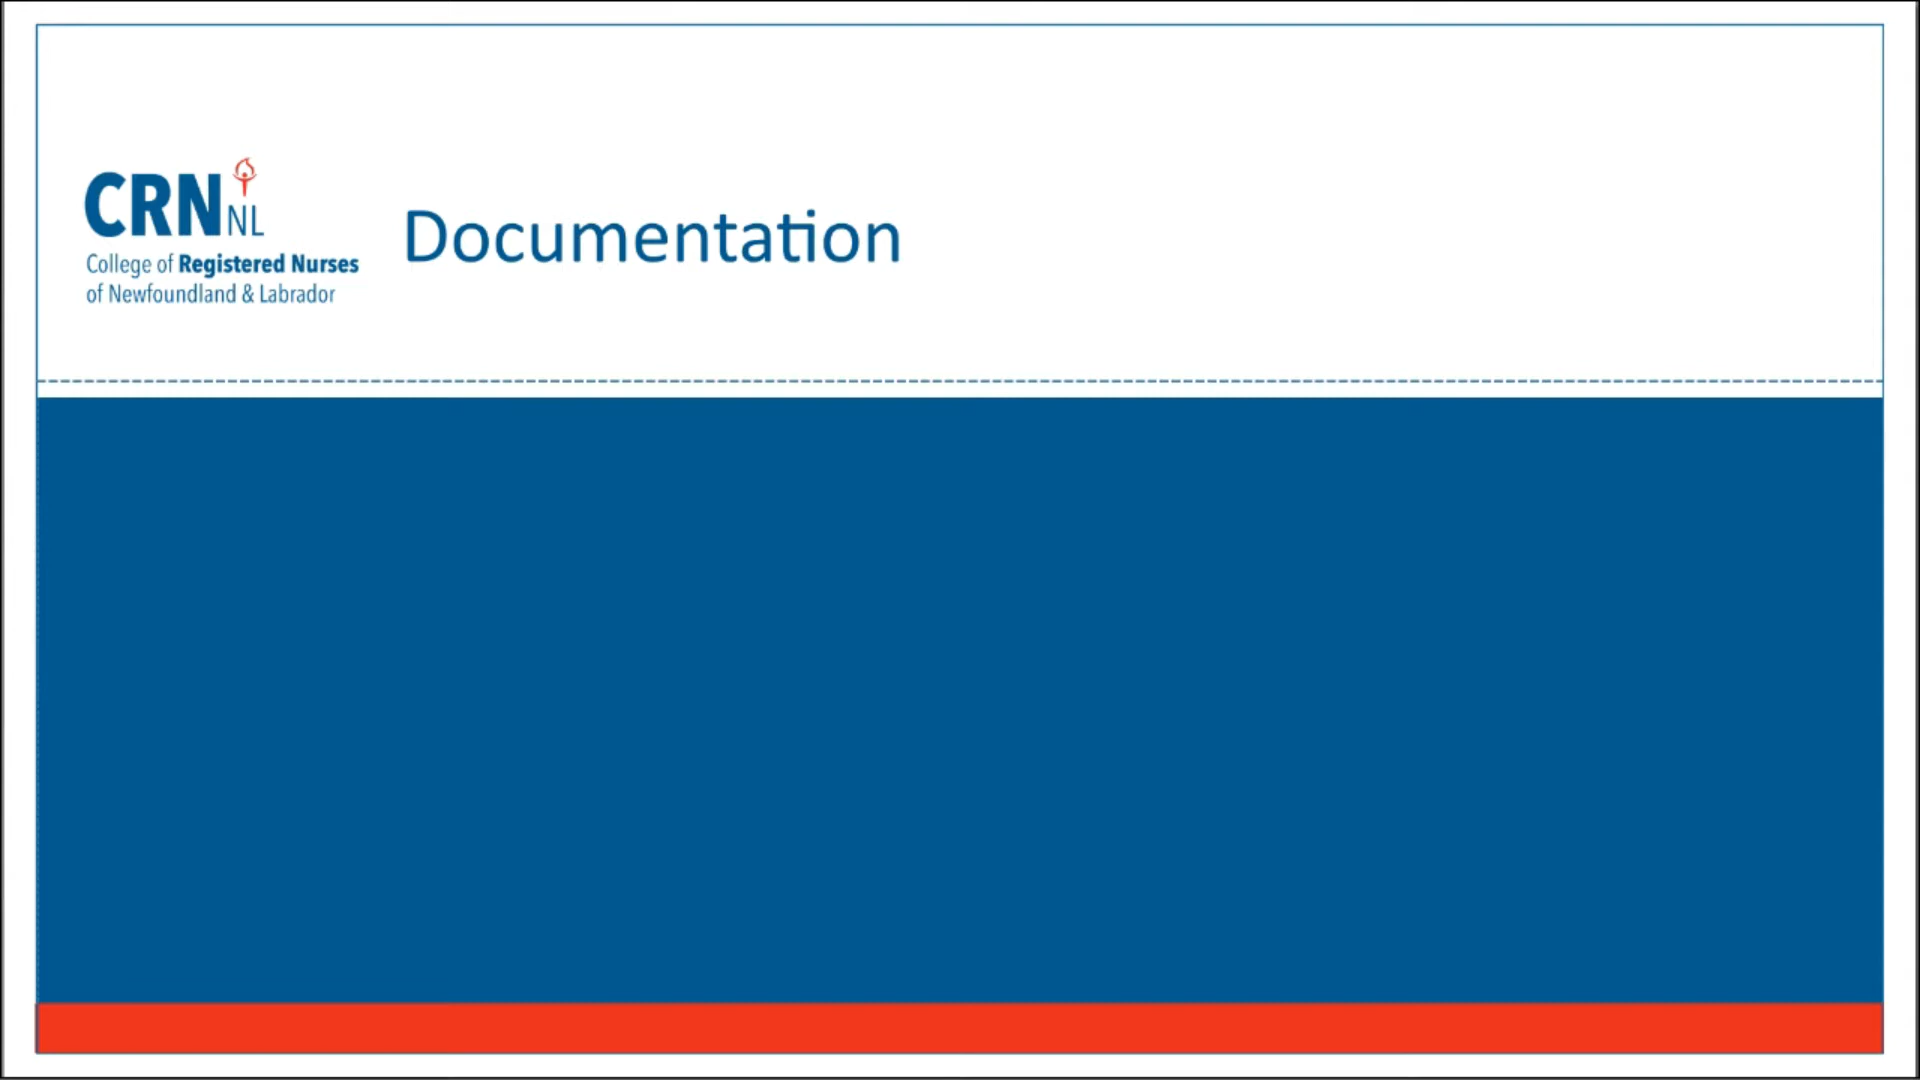 CRNNL
College of Registered Nurses
of Newfoundland & Labrador
Documentation